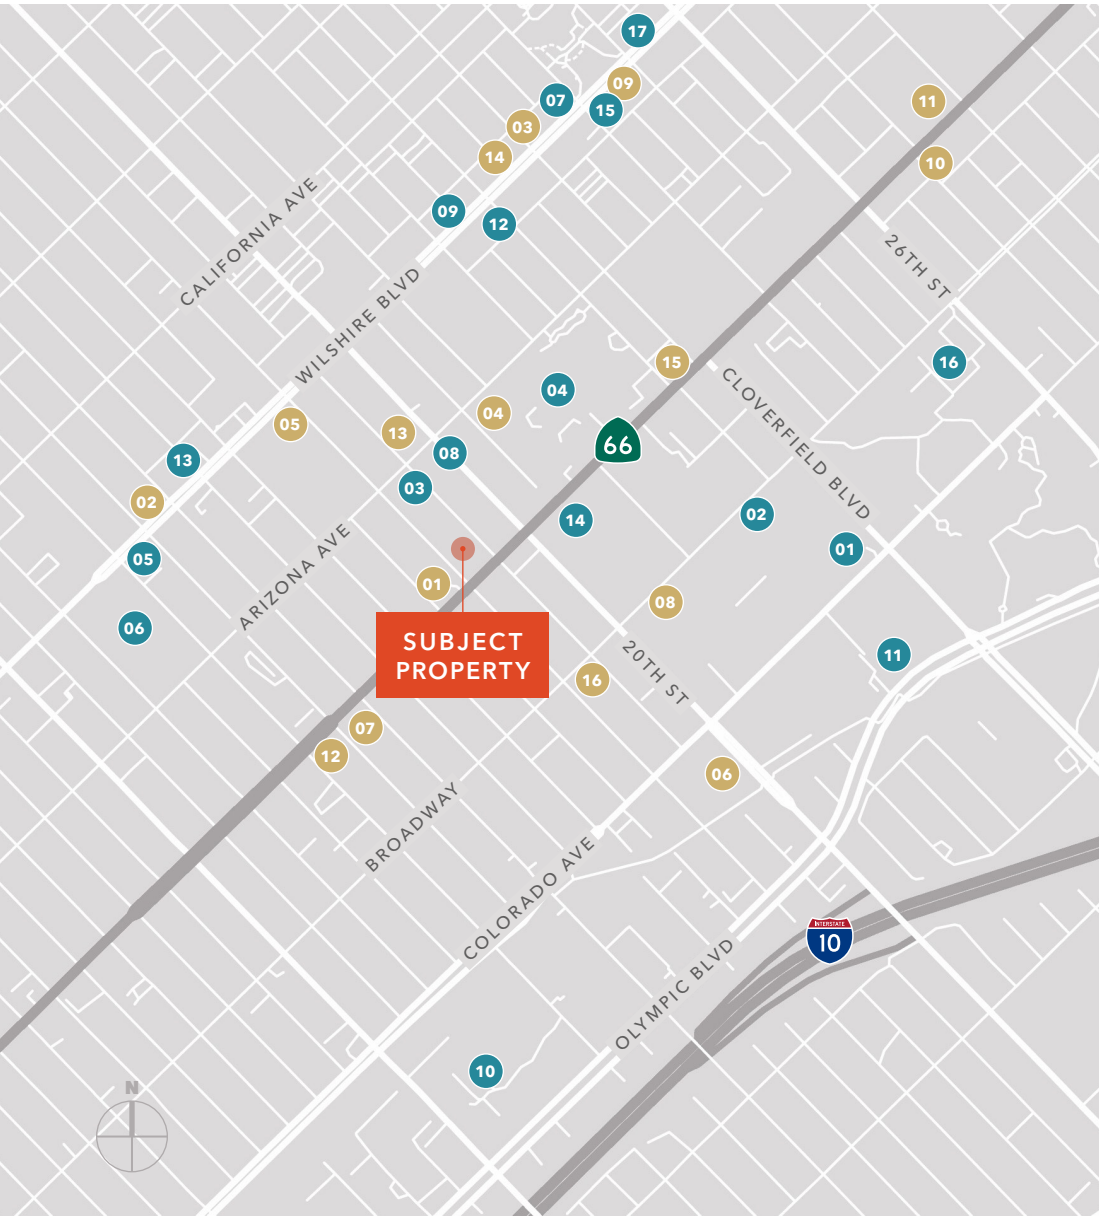 17
09
07
15
11
03
14
10
09
12
CALIFORNIA AVE
26TH ST
WILSHIRE BLVD
15
16
04
CLOVERFIELD BLVD
04
05
13
66
08
13
03
02
02
14
ARIZONA AVE
01
05
01
08
06
SUBJECT
PROPERTY
20TH ST
11
16
07
12
06
BROADWAY
COLORADO AVE
INTERSTATE
10
OLYMPIC BLVD
10
N